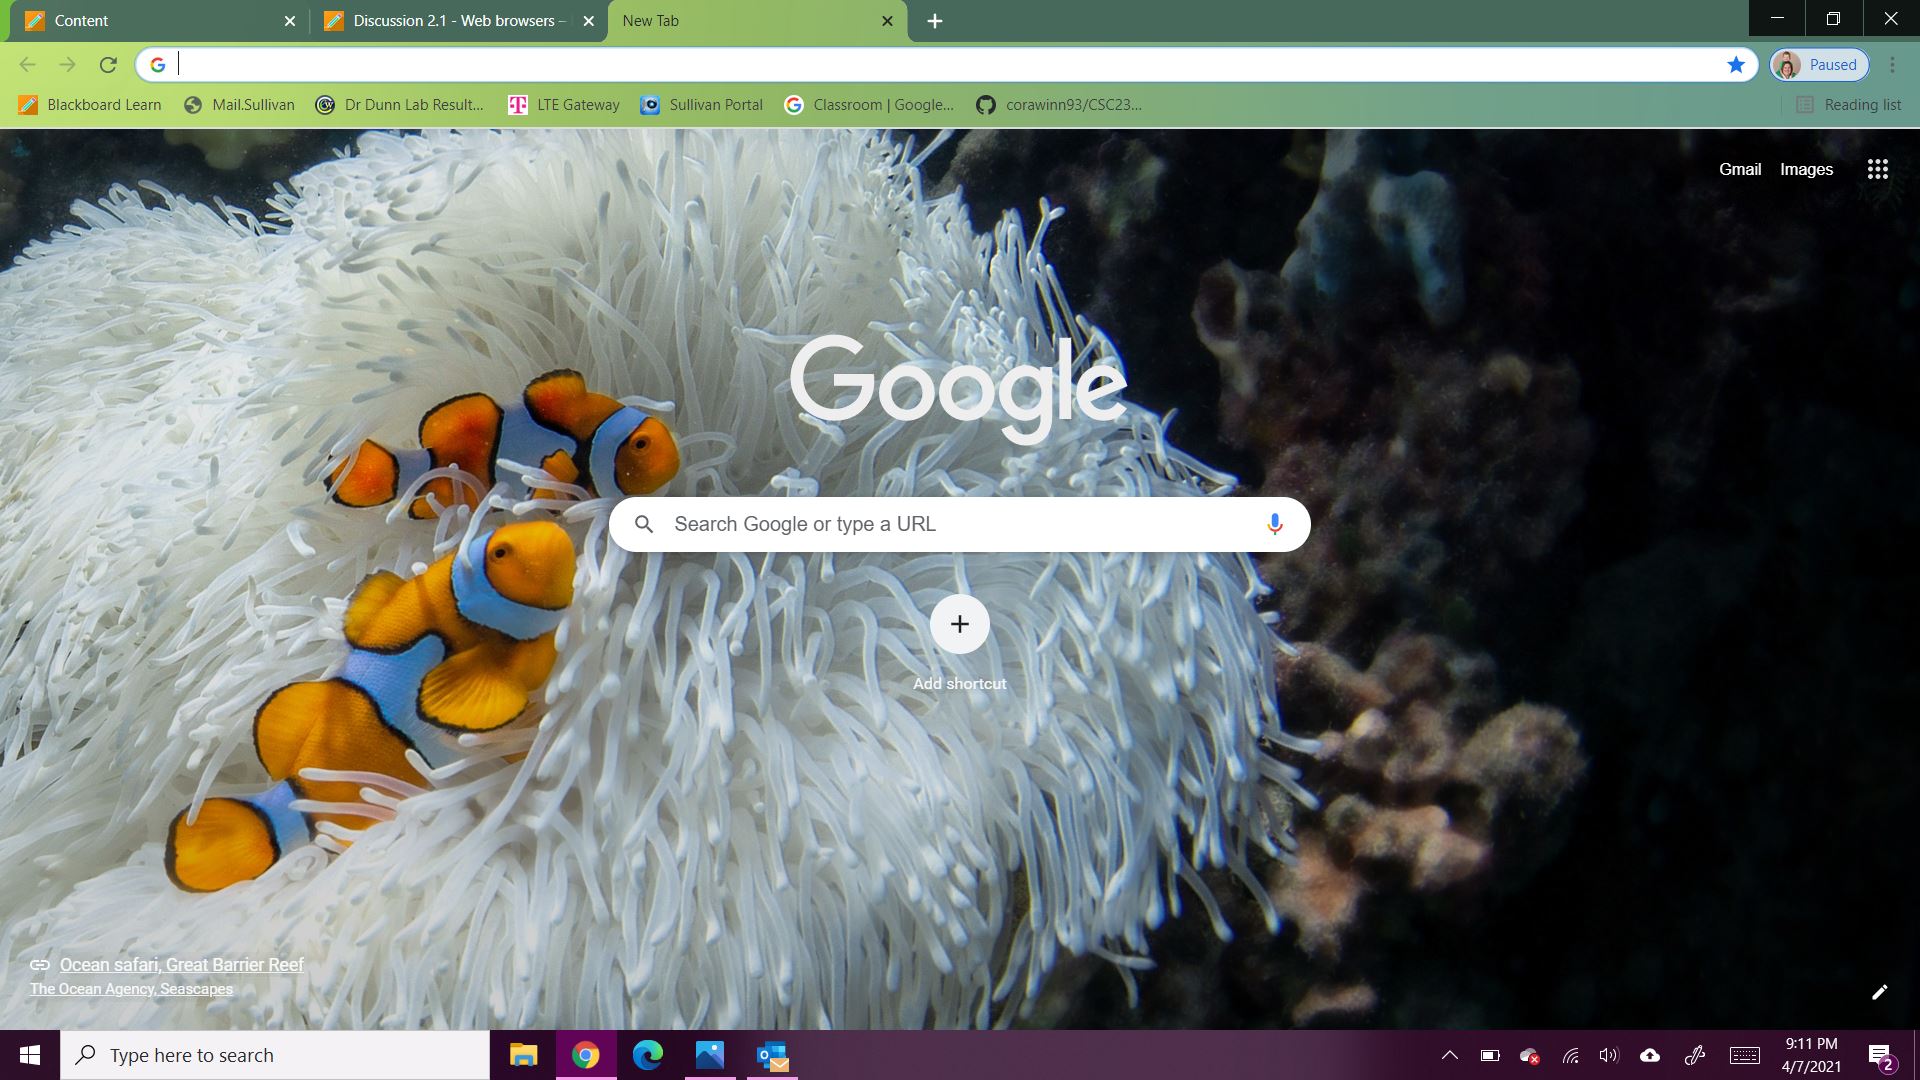 Content
Discussion 2.1 - Web browsers –
New Tab
Paused
Blackboard Learn
Mail.Sullivan
Dr Dunn Lab Result...
LTE Gateway
Sullivan Portal
Classroom | Google...
corawinn93/CSC23...
Reading list
Gmail
Images
Google
Search Google or type a URL
Add shortcut
Ocean safari, Great Barrier Reef
The Ocean Agency, Seascapes
Type here to search
9:11 PM
4/7/2021
2